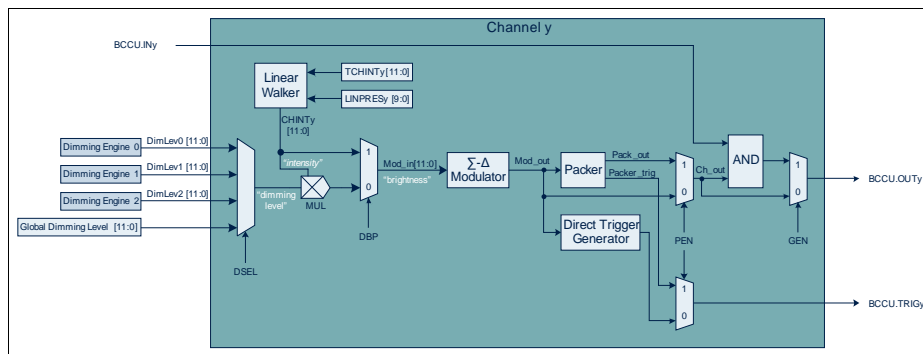 Channel y
BCCU.INy
Linear
Walker
TCHINTy[11:0]
LINPRESy [9:0]
CHINTy
[11:0]
Dimming Engine 0
DimLev0 [11:0]
Dimming Engine 1
DimLev1 [11:0]
Dimming Engine 2
DimLev2 [11:0]
Global Dimming Level [11:0]
"intensity"
"dimming
level"
MUL
1
0
Mod_in[11:0]
"brightness"
Σ-Δ
Modulator
Mod_out
Packer
Pack_out
Packer_trig
1
0
Ch_out
AND
1
0
BCCU.OUTy
Direct Trigger
Generator
DSEL
DBP
PEN
GEN
1
0
BCCU.TRIGy